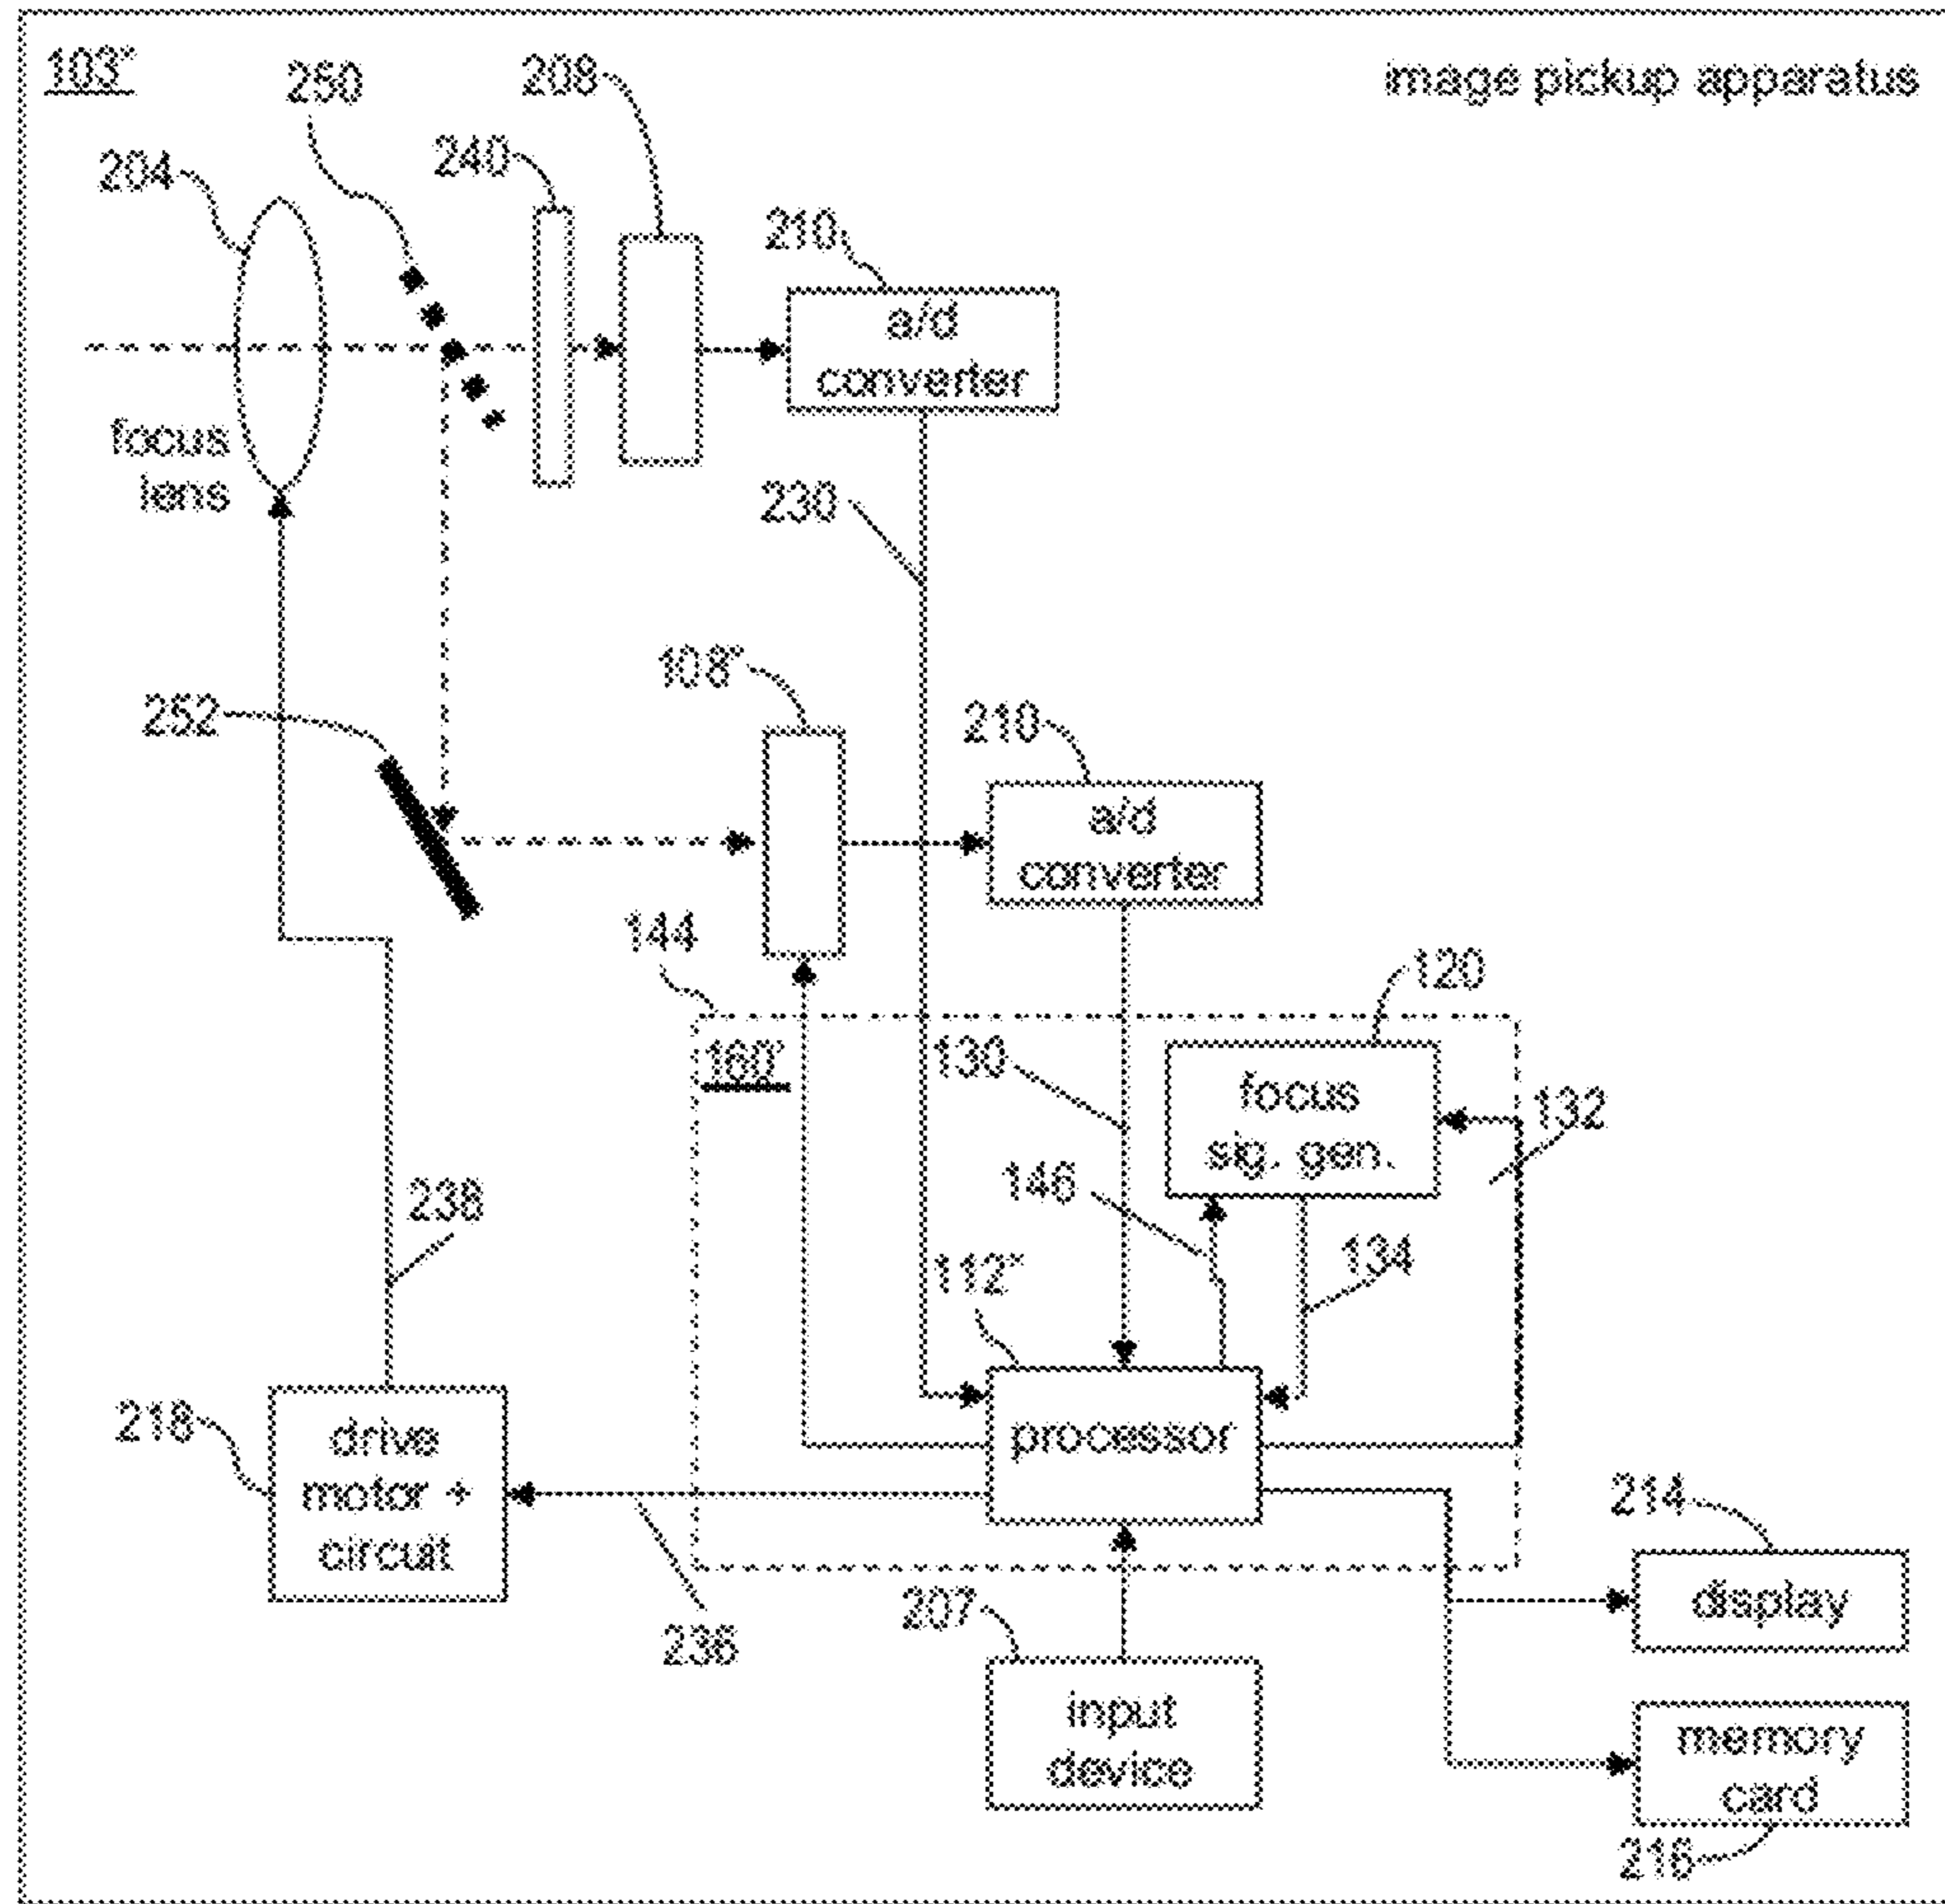 103"
image pickup apparatus
250
208
204
240
210
a/d
converter
focus
lens
230
108"
252
210
a/d
converter
144
120
160'
130
focus
sig. gen.
132
146
238
134
112"
218
drive
motor +
circuit
processor
214
display
207
236
input
device
memory
card
216